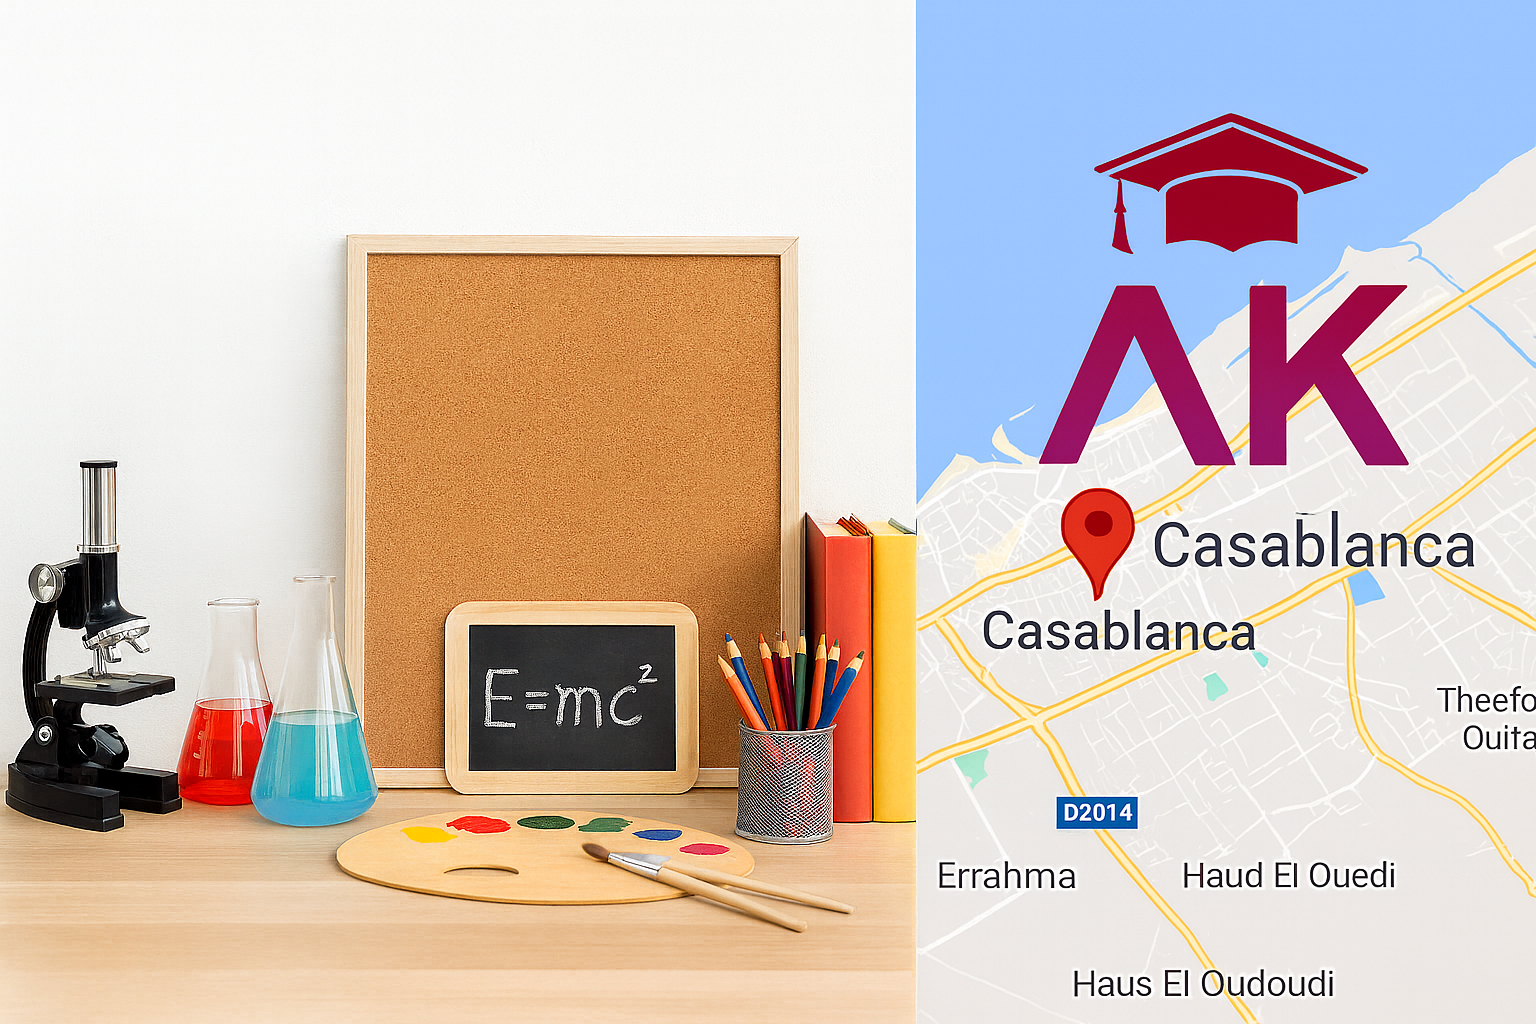 E=mc²
ΛK
Casablanca
Casablanca
Theefo
Ouita
D2014
Errahma
Haud El Ouedi
Haus El Oudoudi